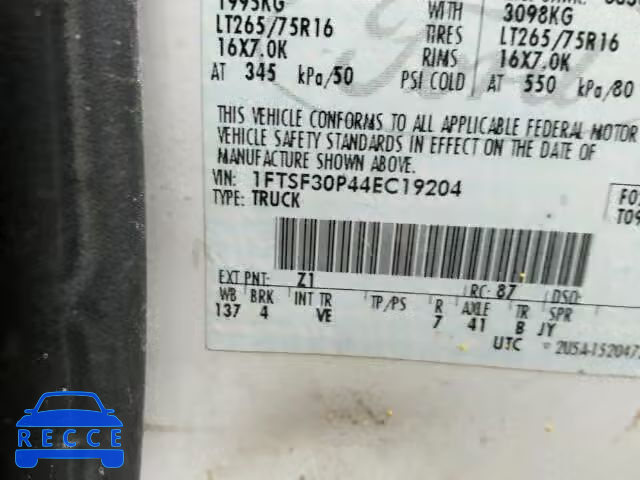 1995KG WITH 3098KG
LT265/75R16 TIRES LT265/75R16
16X7.0K RIMS 16X7.0K
AT 345 kPa/50 PSI COLD AT 550 kPa/80
THIS VEHICLE CONFORMS TO ALL APPLICABLE FEDERAL MOTOR
VEHICLE SAFETY STANDARDS IN EFFECT ON THE DATE OF
MANUFACTURE SHOWN ABOVE.
VIN: 1FTSF30P44EC19204
TYPE: TRUCK
EXT PNT: Z1 RC: 87 DSO:
WB BRK INT TR TP/PS R AXLE TR SPR
137 4 VE 7 41 B JY
UTC
RECCE